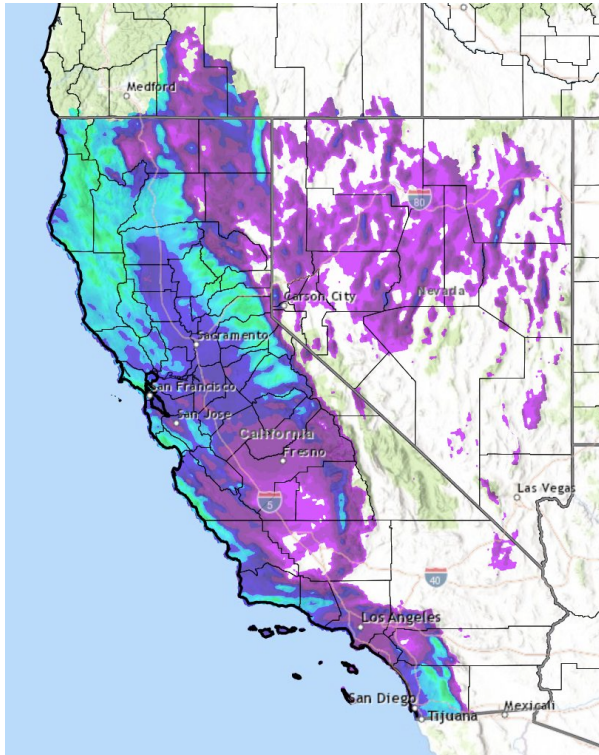 Medford
80
Carson City
Nevada
Sacramento
San Francisco
San Jose
California
Fresno
5
Las Vegas
40
Los Angeles
San Diego
Tijuana
Mexicali